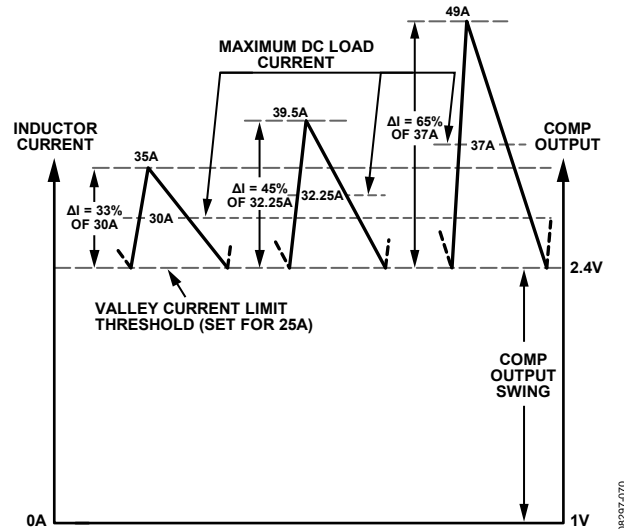 49A
MAXIMUM DC LOAD
CURRENT
39.5A
ΔI = 65%
OF 37A
INDUCTOR
CURRENT
COMP
OUTPUT
35A
37A
ΔI = 45%
OF 32.25A
32.25A
ΔI = 33%
OF 30A
30A
2.4V
VALLEY CURRENT LIMIT
THRESHOLD (SET FOR 25A)
COMP
OUTPUT
SWING
0A
1V
08297-070